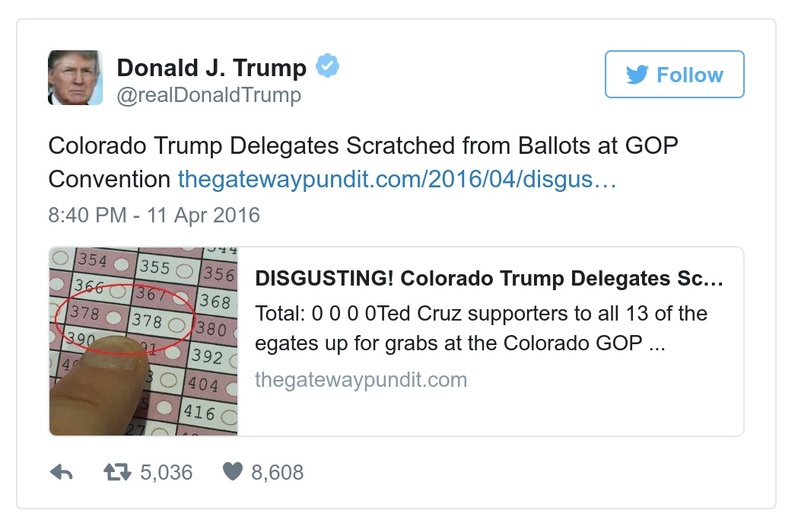 Donald J. Trump
@realDonaldTrump
Follow
Colorado Trump Delegates Scratched from Ballots at GOP
Convention thegatewaypundit.com/2016/04/disgus…
8:40 PM - 11 Apr 2016
354 355 356
366 367 368
378 378 380
390 391 392
404
416
DISGUSTING! Colorado Trump Delegates Sc...
Total: 0 0 0 0Ted Cruz supporters to all 13 of the
egates up for grabs at the Colorado GOP ...
thegatewaypundit.com
5,036 8,608